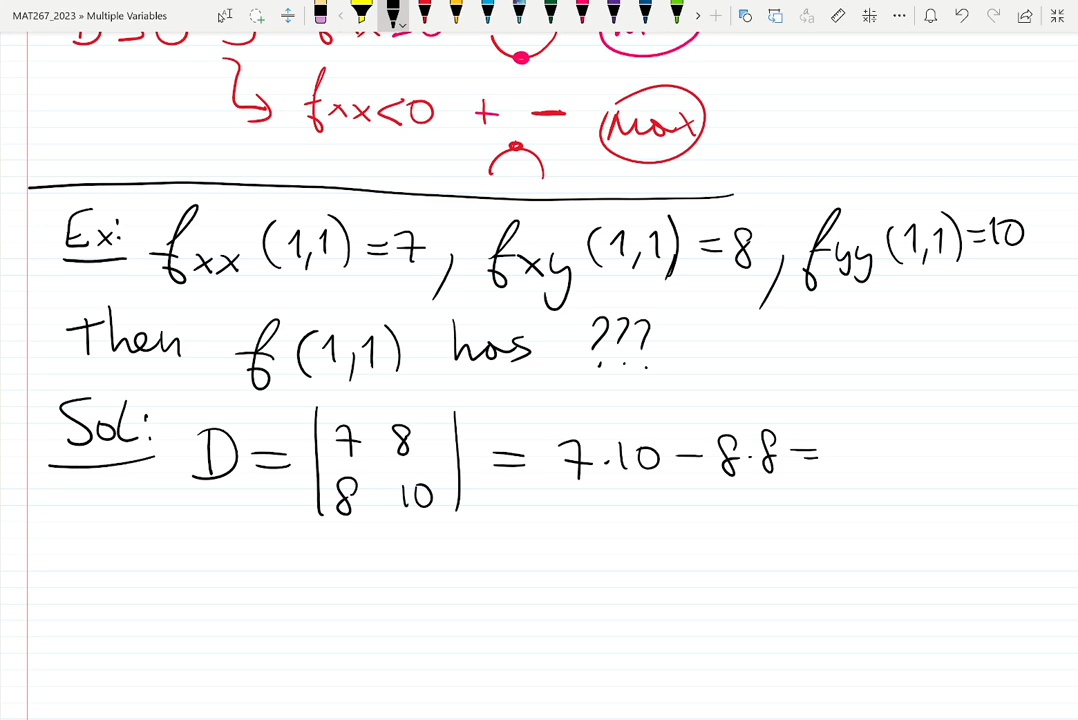 MAT267_2023 » Multiple Variables
fxx<0 + − Max
Ex: fxx (1,1)=7, fxy (1,1)=8, fyy (1,1)=10
Then f(1,1) has ???
Sol: D = | 7 8 | = 7·10 − 8·8 =
| 8 10 |